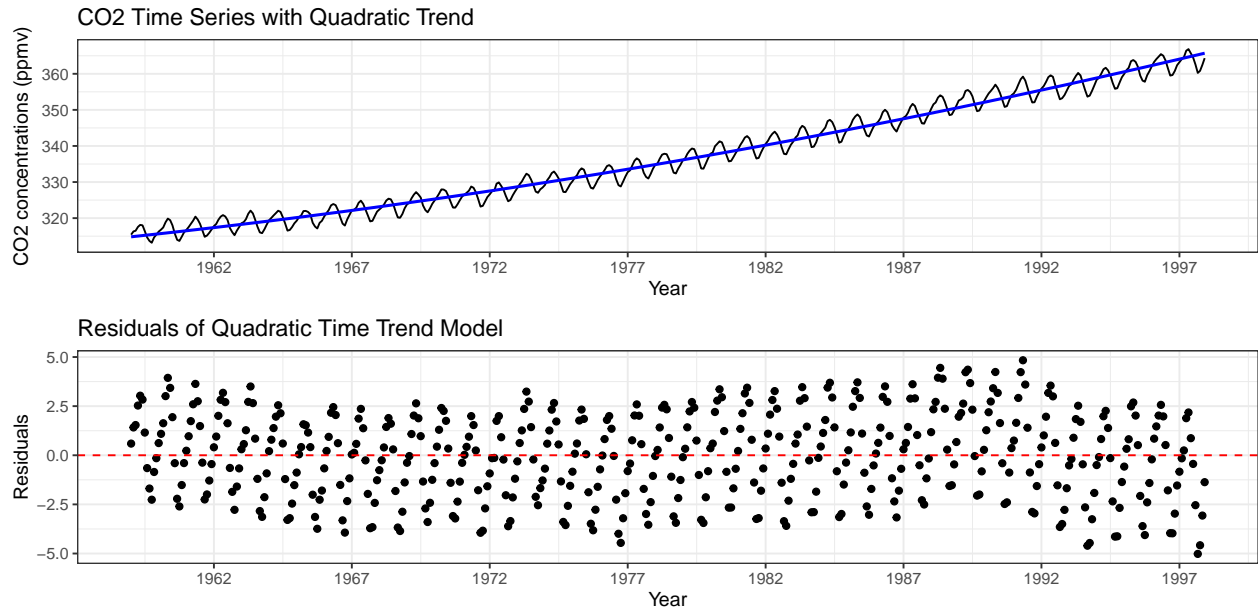 CO2 Time Series with Quadratic Trend
CO2 concentrations (ppmv)
360
350
340
330
320
1962 1967 1972 1977 1982 1987 1992 1997
Year
Residuals of Quadratic Time Trend Model
Residuals
5.0
2.5
0.0
−2.5
−5.0
1962 1967 1972 1977 1982 1987 1992 1997
Year